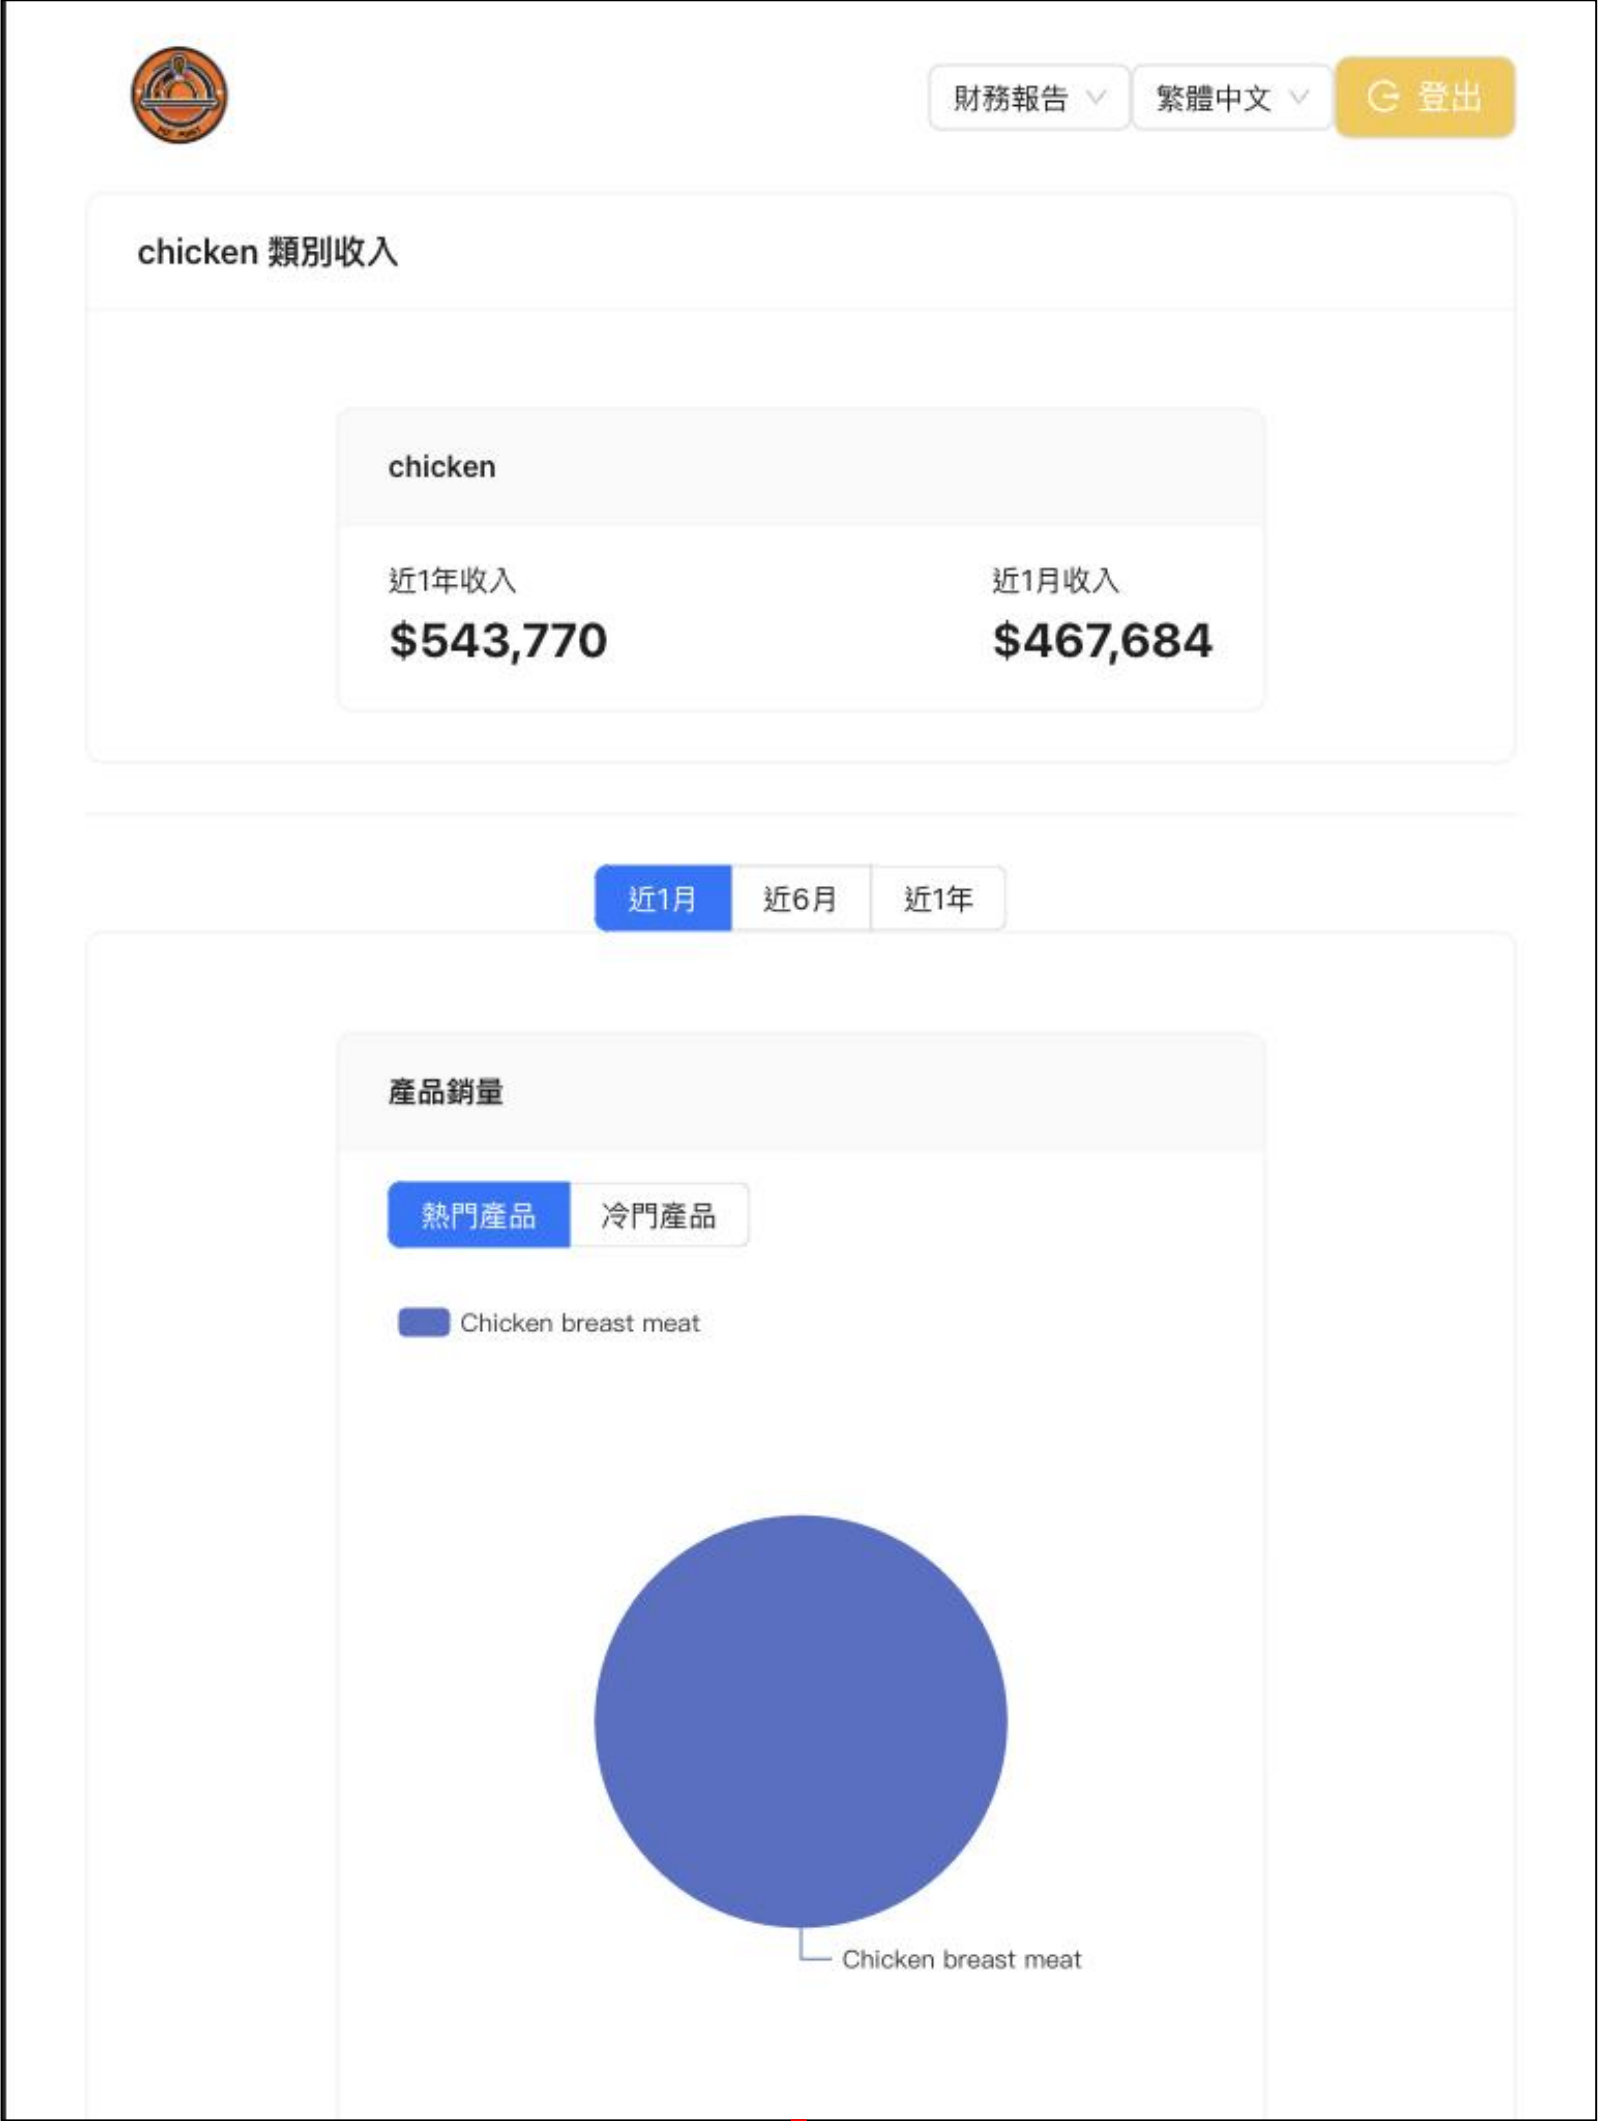 財務報告
繁體中文
登出
chicken 類別收入
chicken
近1年收入 近1月收入
$543,770 $467,684
近1月 近6月 近1年
產品銷量
熱門產品 冷門產品
Chicken breast meat
Chicken breast meat